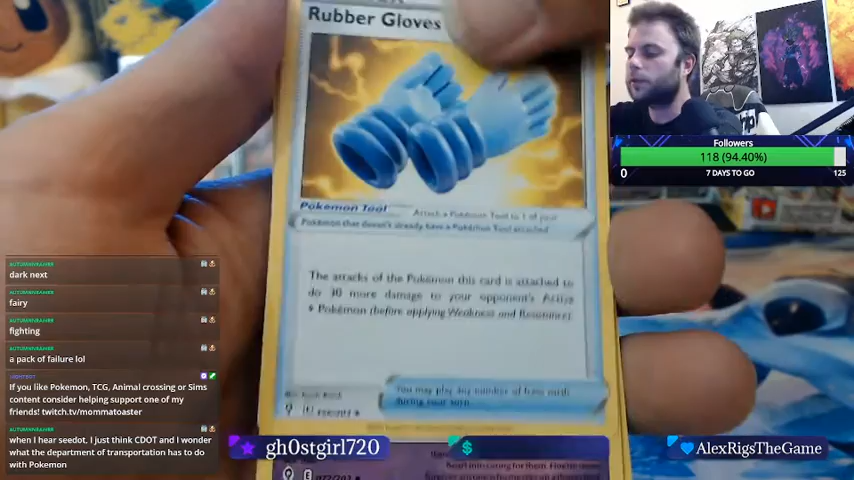 Rubber Gloves
Pokémon Tool
Attach a Pokémon Tool to 1 of your
Pokémon that doesn't already have a Pokémon Tool attached.
The attacks of the Pokémon this card is attached to
do 30 more damage to your opponent's Active
Pokémon (before applying Weakness and Resistance).
You may play any number of Item cards
during your turn.
Followers
118 (94.40%)
0
7 DAYS TO GO
125
dark next
fairy
fighting
a pack of failure lol
If you like Pokemon, TCG, Animal crossing or Sims
content consider helping support one of my
friends! twitch.tv/mommatoaster
when I hear seedot, I just think CDOT and I wonder
what the department of transportation has to do
with Pokemon
gh0stgirl720
$
AlexRigsTheGame